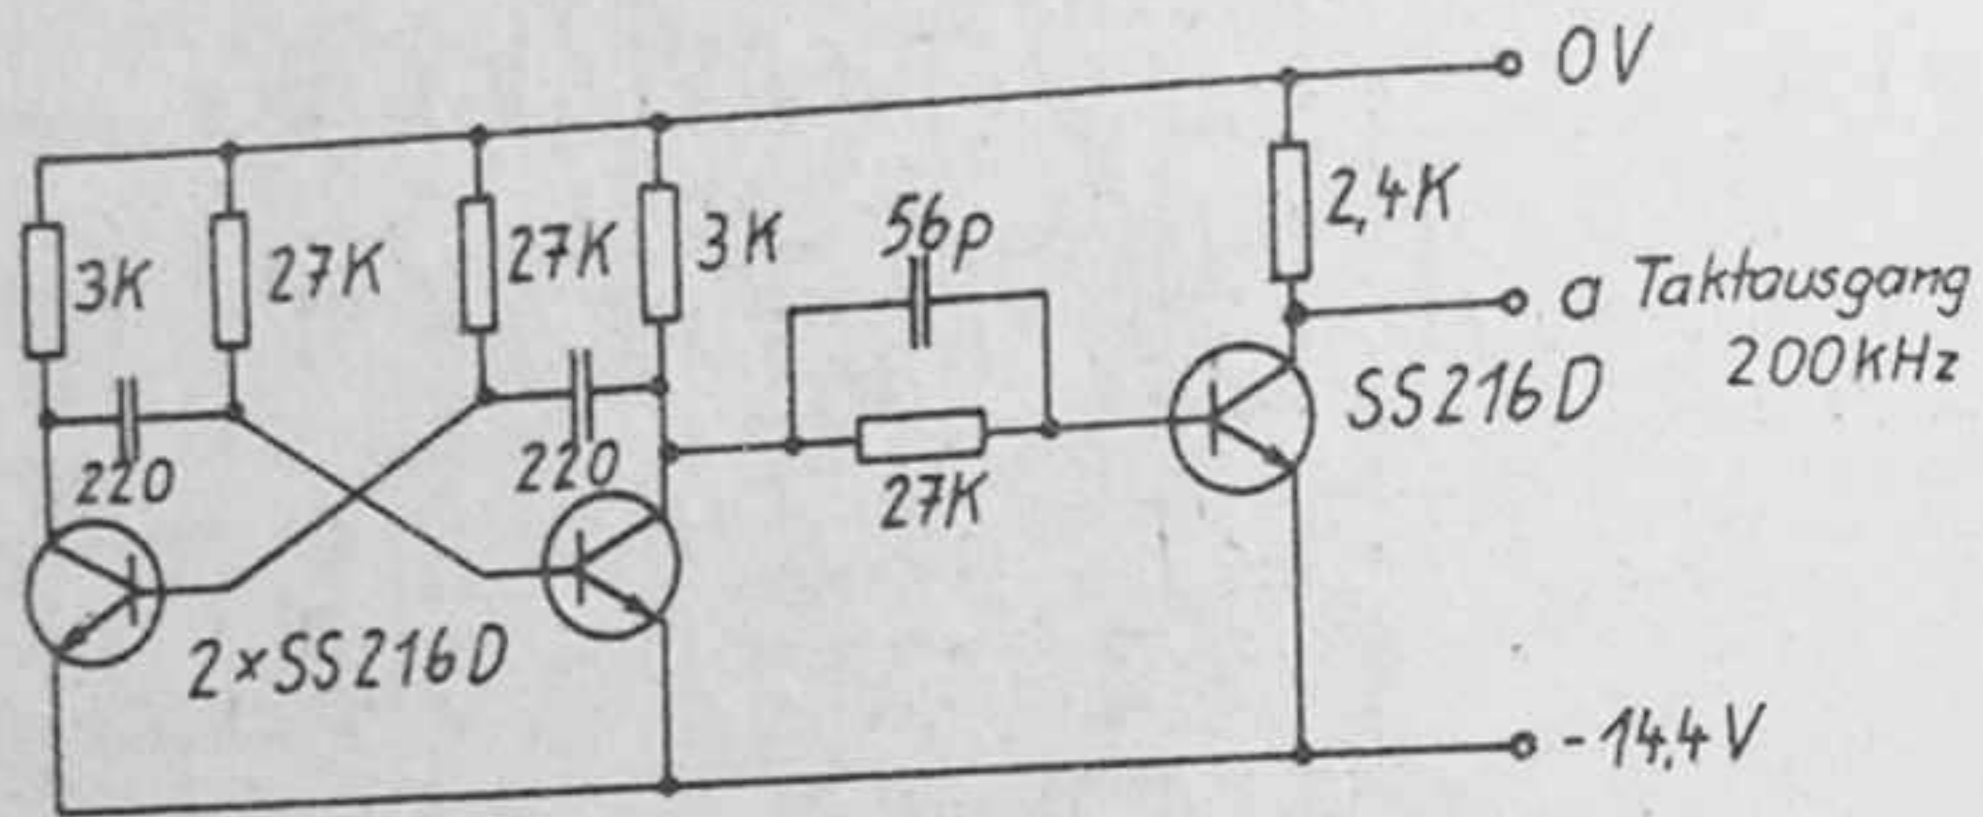 0V
3K
27K
27K
3K
56p
2,4K
a Taktausgang
200KHz
220
220
27K
SS216D
2×SS216D
-14,4V